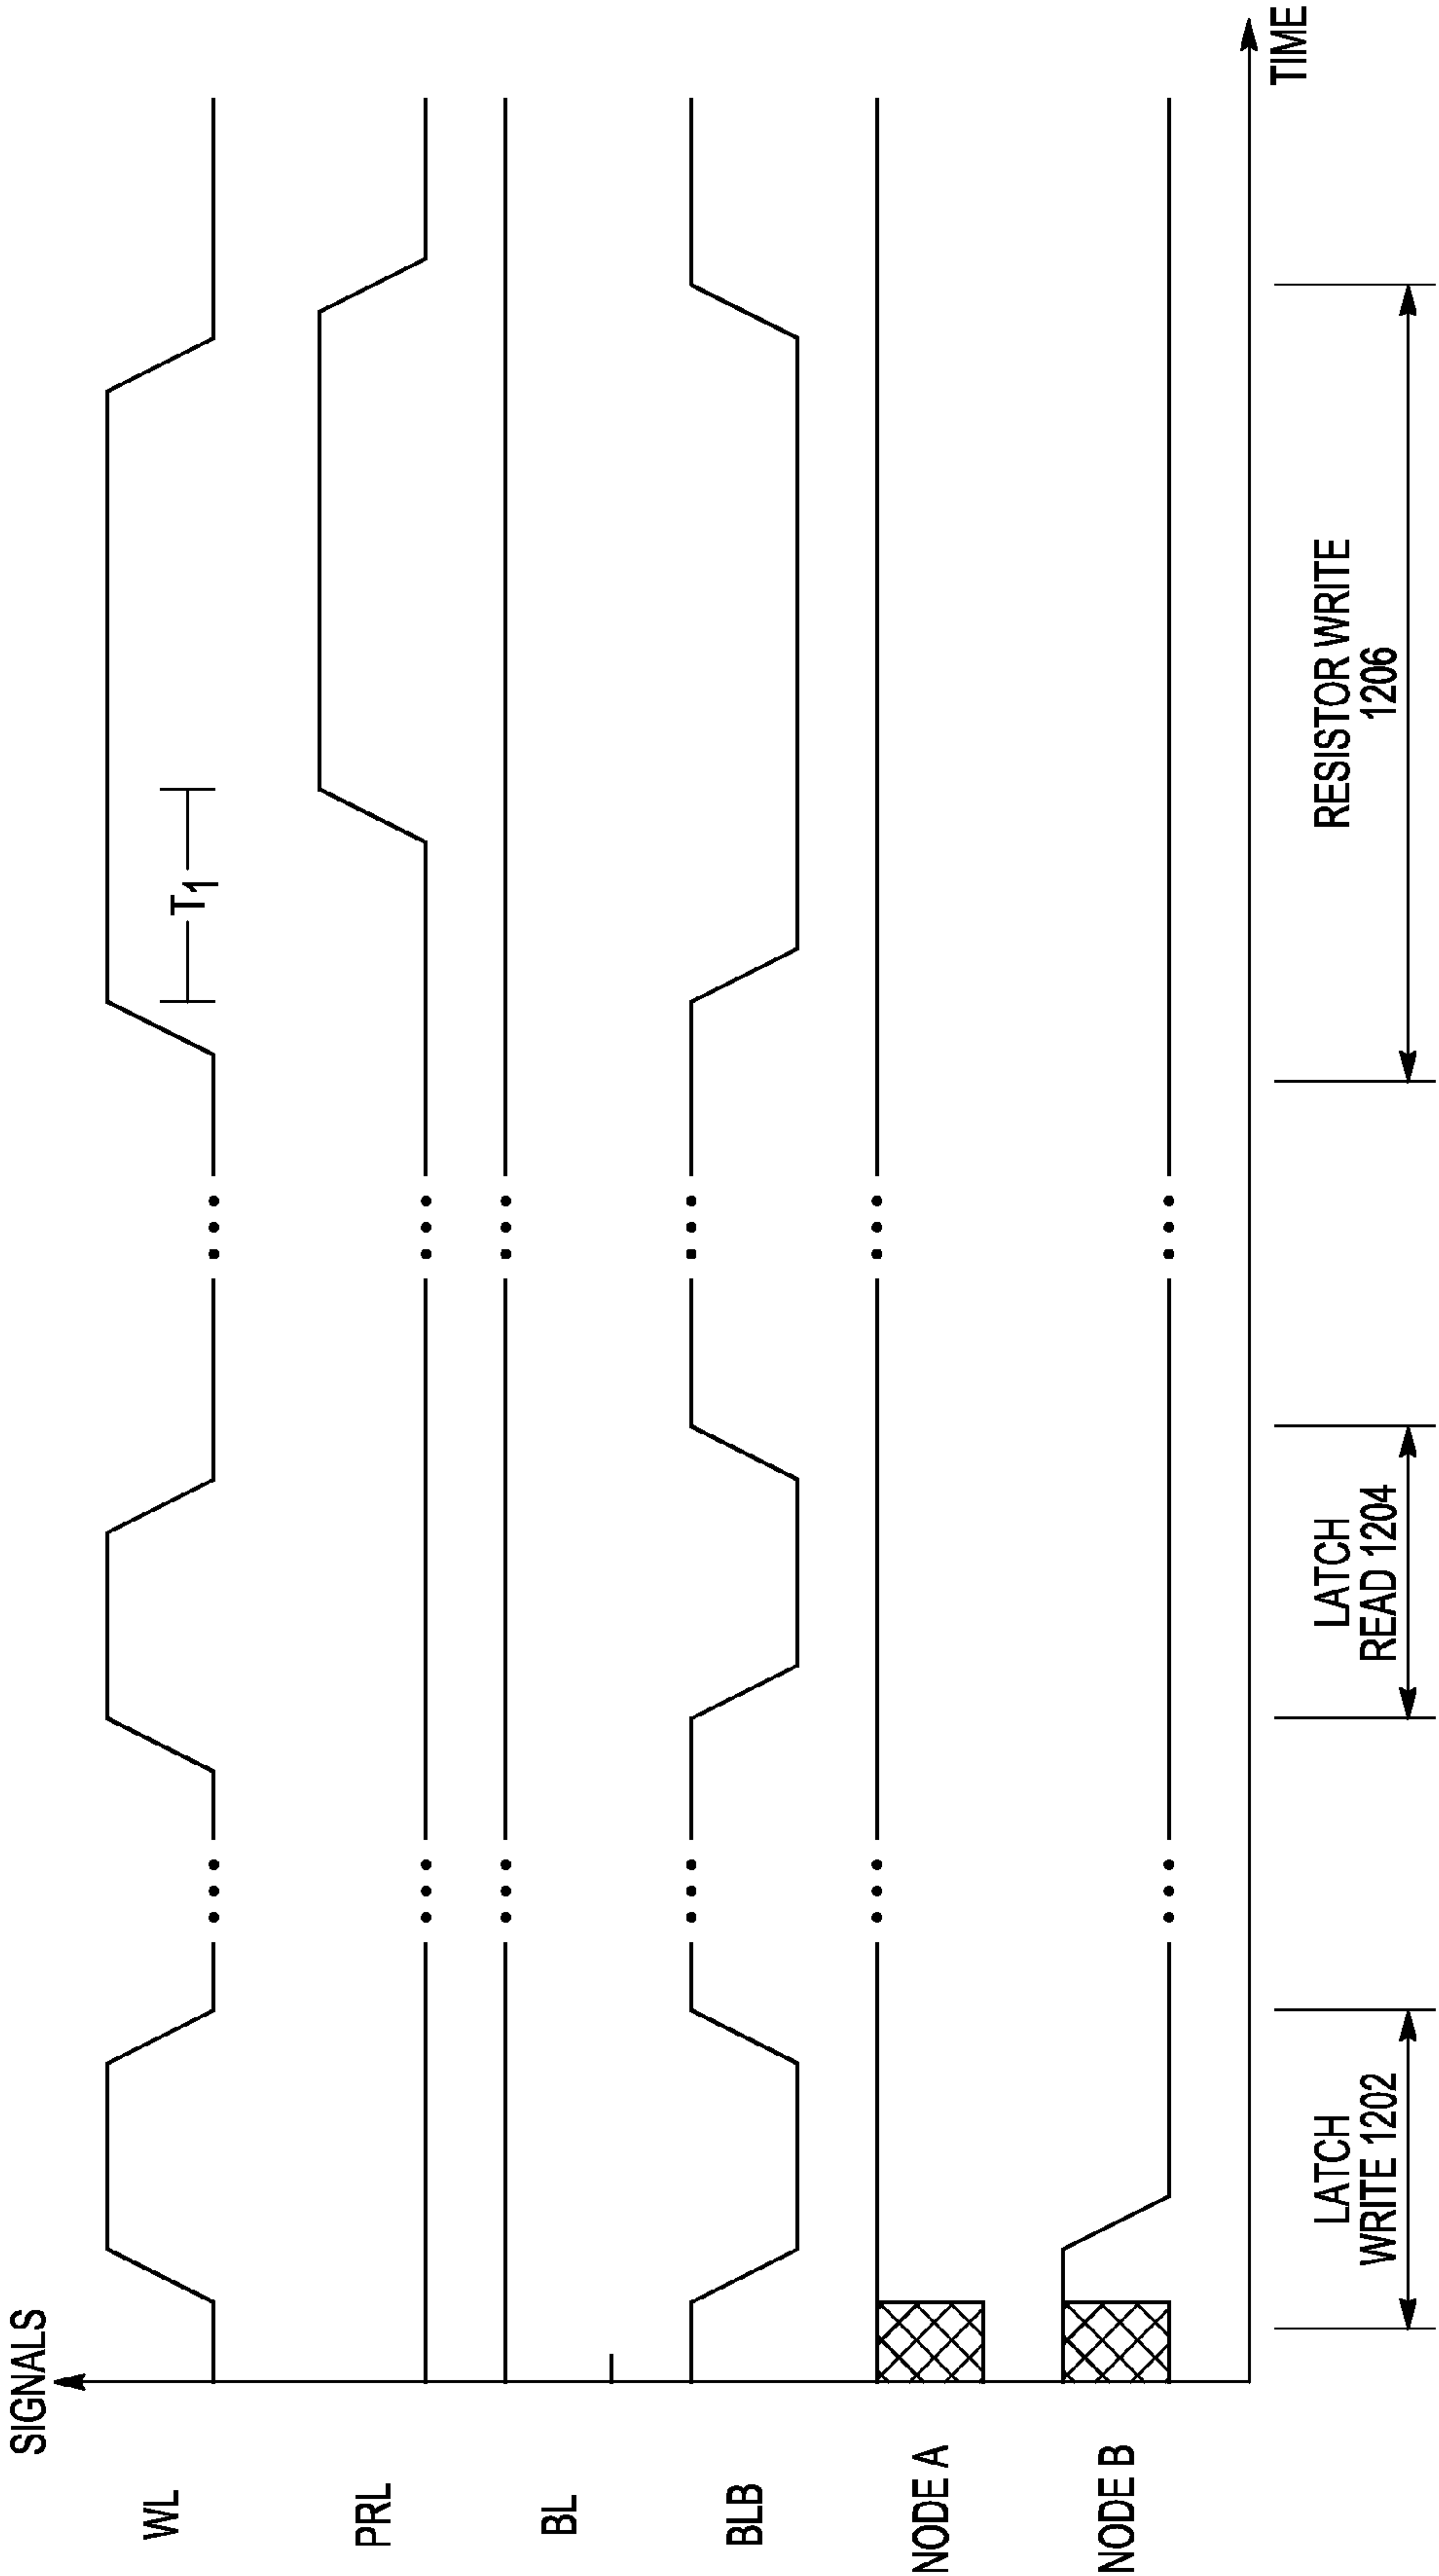 SIGNALS
WL
PRL
BL
BLB
NODE A
NODE B
T1
TIME
LATCH
WRITE 1202
LATCH
READ 1204
RESISTOR WRITE
1206